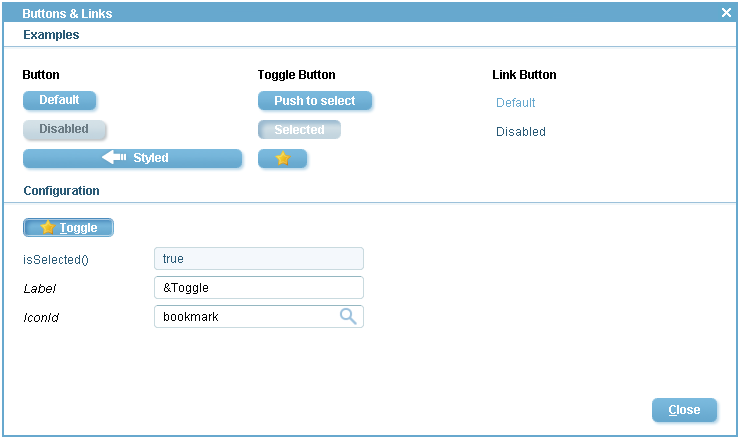 Buttons & Links
Examples
Button Toggle Button Link Button
Default Push to select Default
Disabled Selected Disabled
Styled
Configuration
Toggle
isSelected() true
Label &Toggle
IconId bookmark
Close